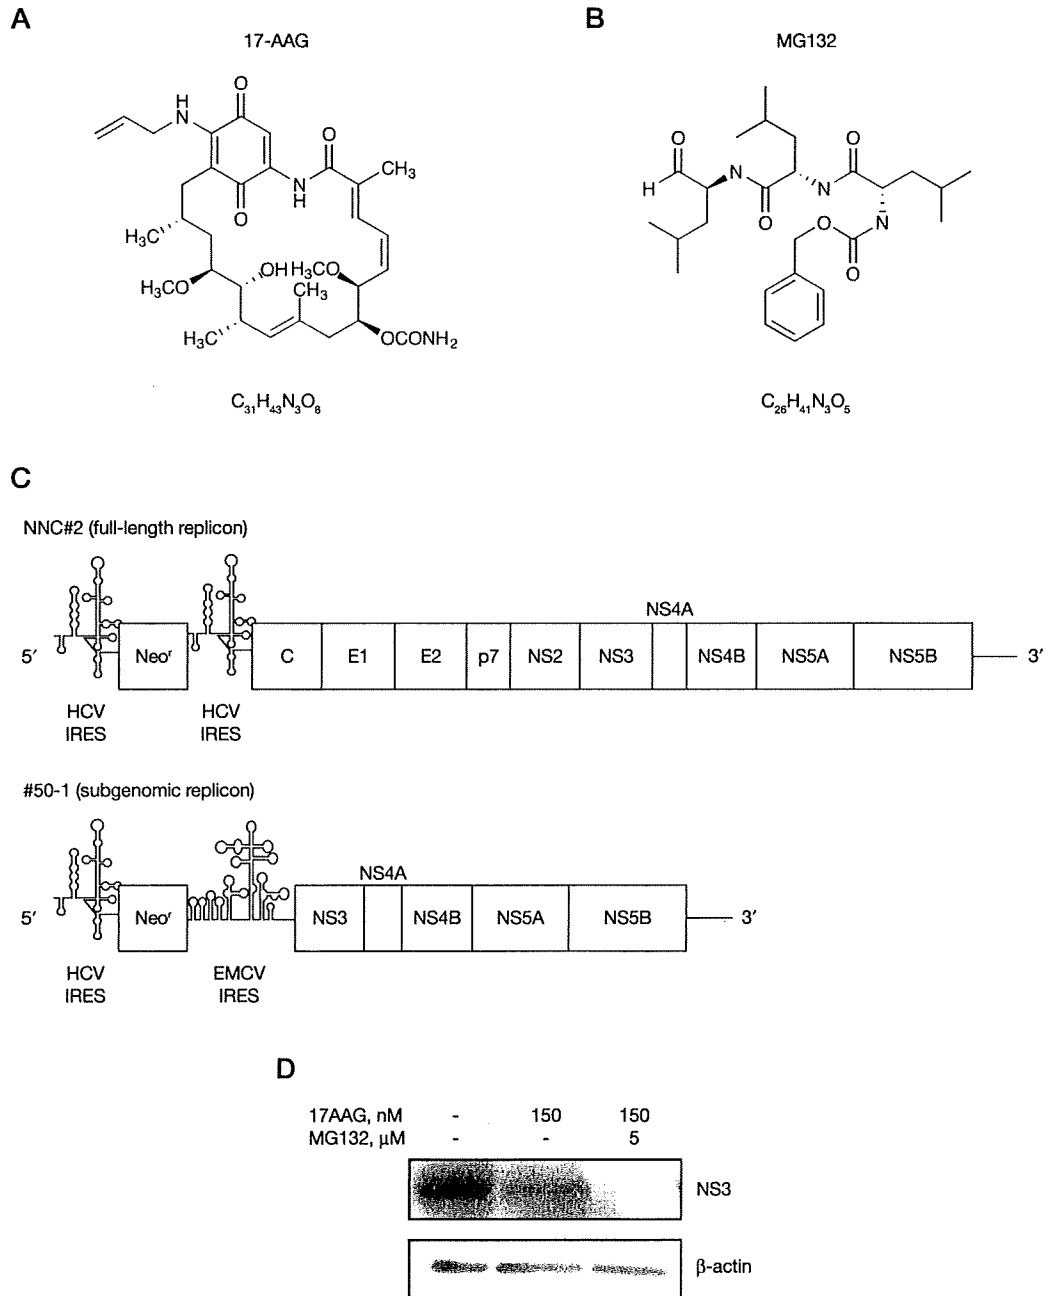 A
17-AAG
O
H
N
O
CH₃
N
H
O
H₃C
H₃CO
OH
H₃CO
CH₃
H₃C
OCONH₂
C₃₁H₄₃N₃O₈
B
MG132
O
H
N
O
N
O
N
O
O
C₂₆H₄₁N₃O₅
C
NNC#2 (full-length replicon)
NS4A
5′ Neoʳ C E1 E2 p7 NS2 NS3 NS4B NS5A NS5B 3′
HCV IRES
HCV IRES
#50-1 (subgenomic replicon)
NS4A
5′ Neoʳ NS3 NS4B NS5A NS5B 3′
HCV IRES
EMCV IRES
D
17AAG, nM - 150 150
MG132, μM - - 5
NS3
β-actin